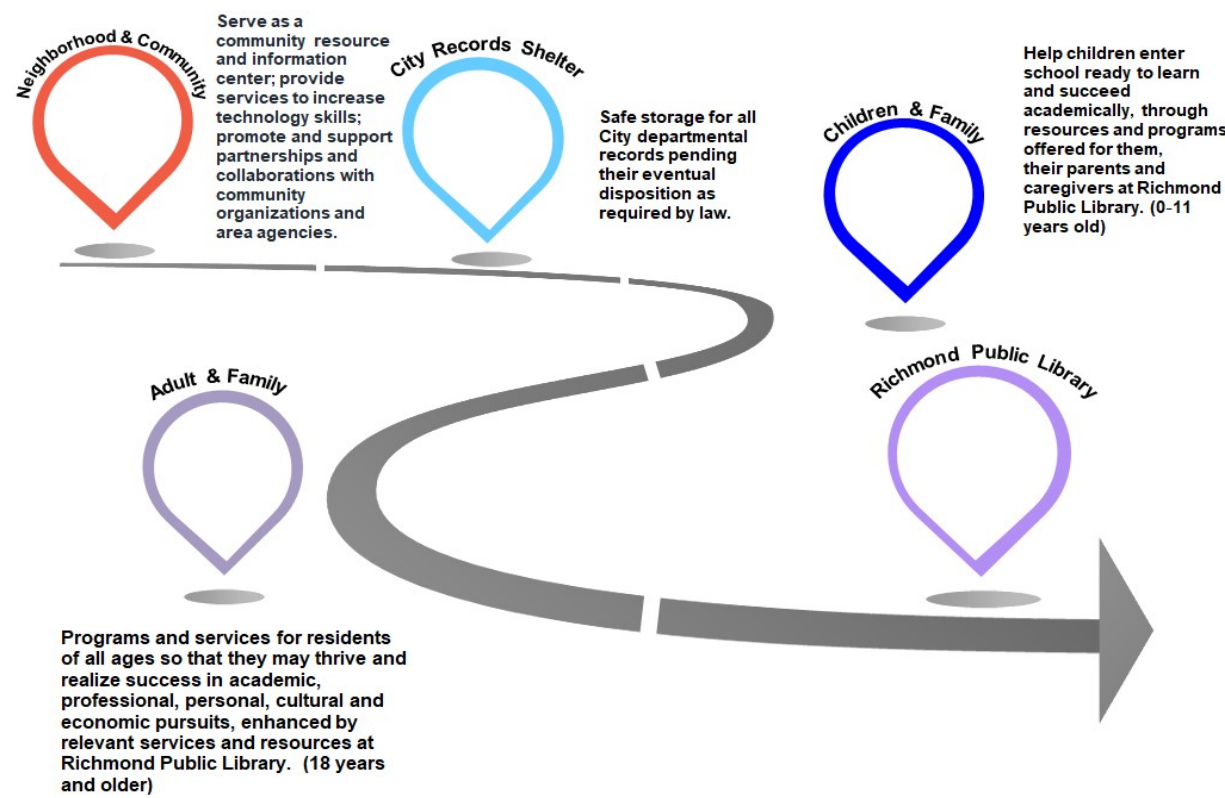 Neighborhood & Community
Serve as a
community resource
and information
center; provide
services to increase
technology skills;
promote and support
partnerships and
collaborations with
community
organizations and
area agencies.
City Records Shelter
Safe storage for all
City departmental
records pending
their eventual
disposition as
required by law.
Children & Family
Help children enter
school ready to learn
and succeed
academically, through
resources and programs
offered for them,
their parents and
caregivers at Richmond
Public Library. (0-11
years old)
Adult & Family
Programs and services for residents
of all ages so that they may thrive and
realize success in academic,
professional, personal, cultural and
economic pursuits, enhanced by
relevant services and resources at
Richmond Public Library. (18 years
and older)
Richmond Public Library